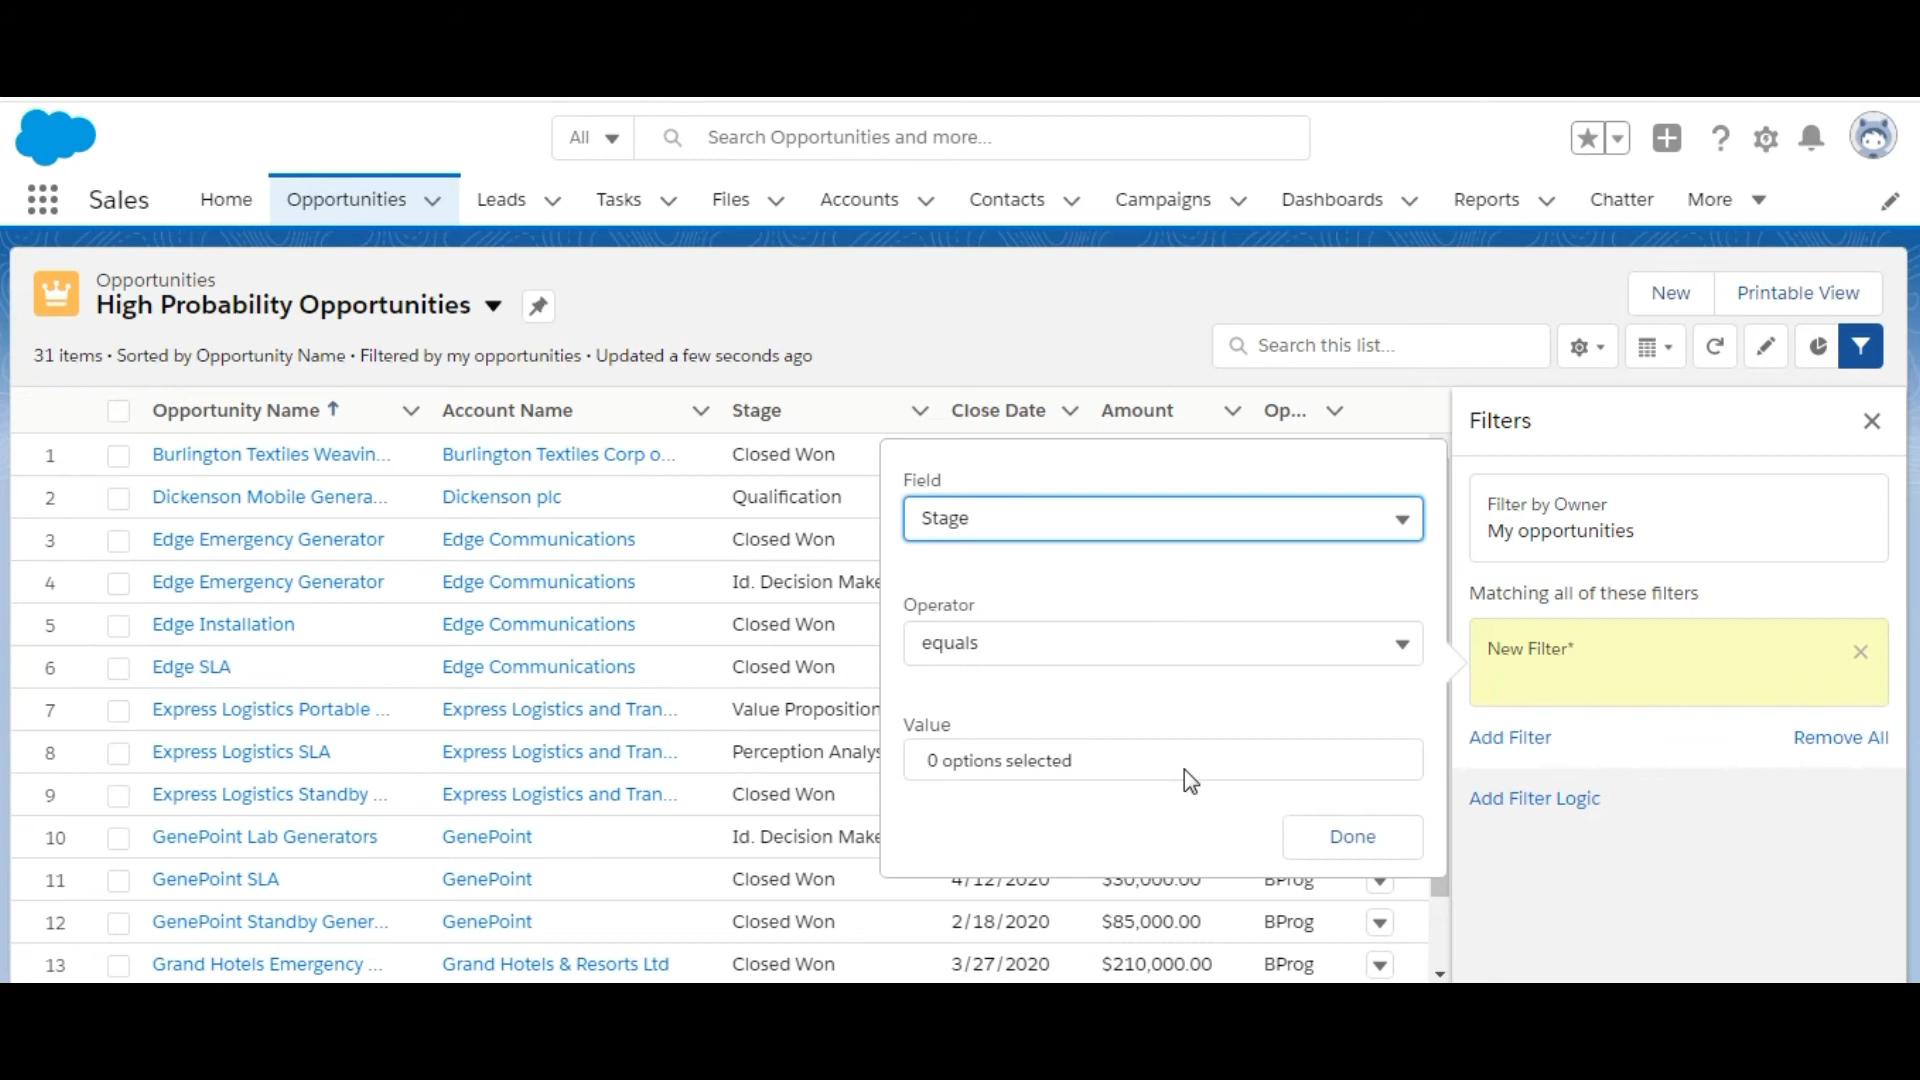 All
Search Opportunities and more...
Sales Home Opportunities Leads Tasks Files Accounts Contacts Campaigns Dashboards Reports Chatter More
Opportunities
High Probability Opportunities
New Printable View
31 items • Sorted by Opportunity Name • Filtered by my opportunities • Updated a few seconds ago
Search this list...
Opportunity Name Account Name Stage Close Date Amount Op...
1 Burlington Textiles Weavin... Burlington Textiles Corp o... Closed Won
2 Dickenson Mobile Genera... Dickenson plc Qualification
3 Edge Emergency Generator Edge Communications Closed Won
4 Edge Emergency Generator Edge Communications Id. Decision Make
5 Edge Installation Edge Communications Closed Won
6 Edge SLA Edge Communications Closed Won
7 Express Logistics Portable ... Express Logistics and Tran... Value Proposition
8 Express Logistics SLA Express Logistics and Tran... Perception Analys
9 Express Logistics Standby ... Express Logistics and Tran... Closed Won
10 GenePoint Lab Generators GenePoint Id. Decision Make
11 GenePoint SLA GenePoint Closed Won 4/12/2020 $30,000.00 BProg
12 GenePoint Standby Gener... GenePoint Closed Won 2/18/2020 $85,000.00 BProg
13 Grand Hotels Emergency ... Grand Hotels & Resorts Ltd Closed Won 3/27/2020 $210,000.00 BProg
Field
Stage
Operator
equals
Value
0 options selected
Done
Filters
Filter by Owner
My opportunities
Matching all of these filters
New Filter*
Add Filter Remove All
Add Filter Logic